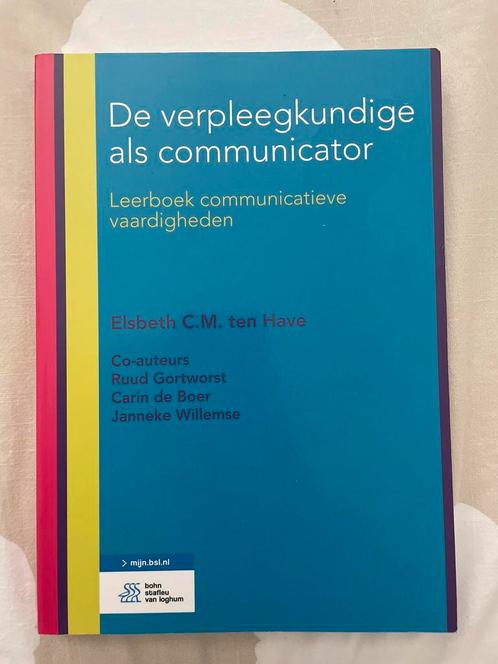 De verpleegkundige
als communicator
Leerboek communicatieve
vaardigheden
Elsbeth C.M. ten Have
Co-auteurs
Ruud Gortworst
Carin de Boer
Janneke Willemse
> mijn.bsl.nl
bohn
stafleu
van loghum